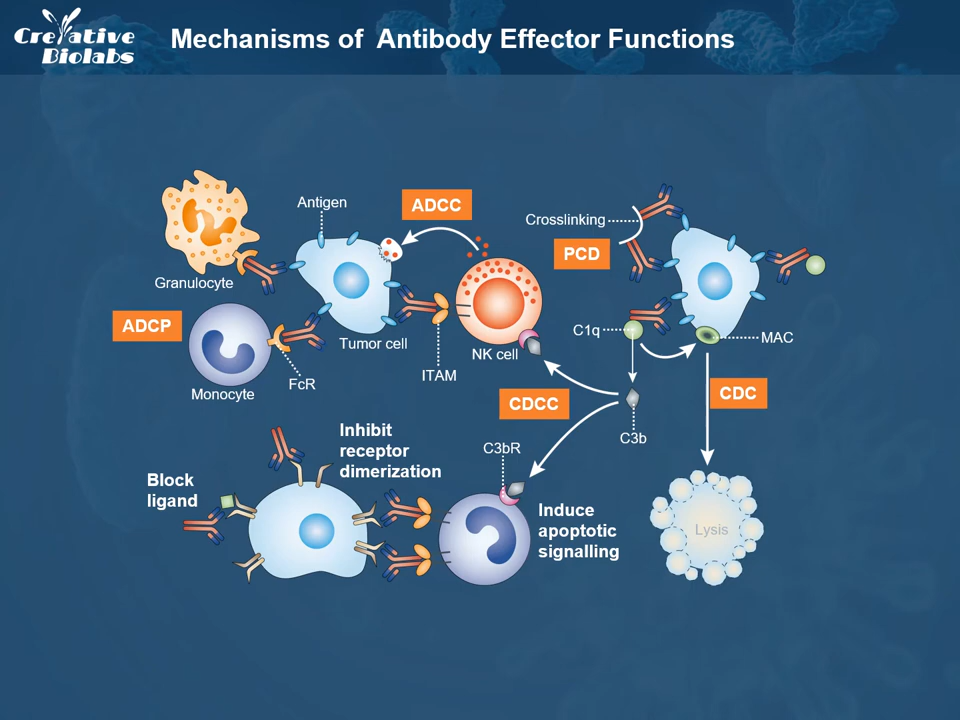 Creative
Biolabs
Mechanisms of Antibody Effector Functions
Antigen
ADCC
Crosslinking
PCD
Granulocyte
ADCP
Tumor cell
NK cell
C1q
MAC
Monocyte
FcR
ITAM
CDCC
CDC
C3b
Inhibit
receptor
dimerization
C3bR
Block
ligand
Induce
apoptotic
signalling
Lysis